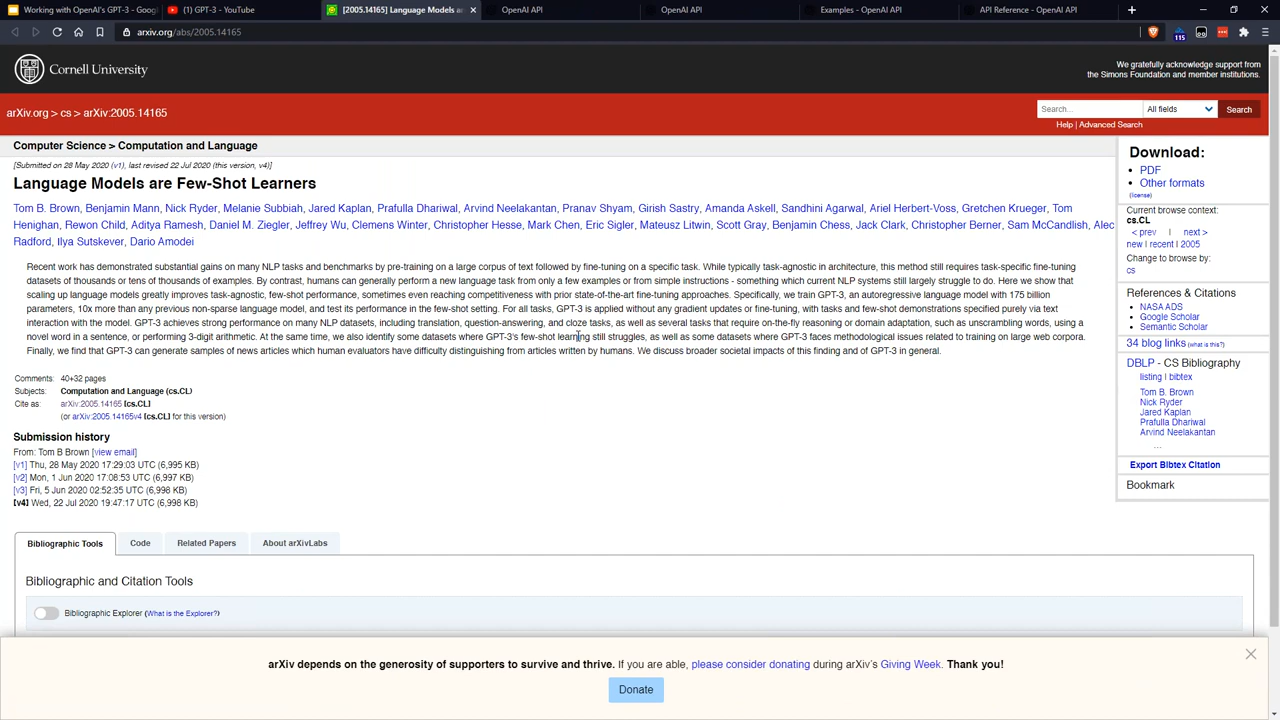 Working with OpenAI's GPT-3 - Googl
(1) GPT-3 - YouTube
[2005.14165] Language Models ar
OpenAI API
OpenAI API
Examples - OpenAI API
API Reference - OpenAI API
arxiv.org/abs/2005.14165
115
Cornell University
We gratefully acknowledge support from
the Simons Foundation and member institutions.
arXiv.org > cs > arXiv:2005.14165
Search...
All fields
Search
Help | Advanced Search
Computer Science > Computation and Language
[Submitted on 28 May 2020 (v1), last revised 22 Jul 2020 (this version, v4)]
Language Models are Few-Shot Learners
Tom B. Brown, Benjamin Mann, Nick Ryder, Melanie Subbiah, Jared Kaplan, Prafulla Dhariwal, Arvind Neelakantan, Pranav Shyam, Girish Sastry, Amanda Askell, Sandhini Agarwal, Ariel Herbert-Voss, Gretchen Krueger, Tom
Henighan, Rewon Child, Aditya Ramesh, Daniel M. Ziegler, Jeffrey Wu, Clemens Winter, Christopher Hesse, Mark Chen, Eric Sigler, Mateusz Litwin, Scott Gray, Benjamin Chess, Jack Clark, Christopher Berner, Sam McCandlish, Alec
Radford, Ilya Sutskever, Dario Amodei
Recent work has demonstrated substantial gains on many NLP tasks and benchmarks by pre-training on a large corpus of text followed by fine-tuning on a specific task. While typically task-agnostic in architecture, this method still requires task-specific fine-tuning
datasets of thousands or tens of thousands of examples. By contrast, humans can generally perform a new language task from only a few examples or from simple instructions - something which current NLP systems still largely struggle to do. Here we show that
scaling up language models greatly improves task-agnostic, few-shot performance, sometimes even reaching competitiveness with prior state-of-the-art fine-tuning approaches. Specifically, we train GPT-3, an autoregressive language model with 175 billion
parameters, 10x more than any previous non-sparse language model, and test its performance in the few-shot setting. For all tasks, GPT-3 is applied without any gradient updates or fine-tuning, with tasks and few-shot demonstrations specified purely via text
interaction with the model. GPT-3 achieves strong performance on many NLP datasets, including translation, question-answering, and cloze tasks, as well as several tasks that require on-the-fly reasoning or domain adaptation, such as unscrambling words, using a
novel word in a sentence, or performing 3-digit arithmetic. At the same time, we also identify some datasets where GPT-3's few-shot learning still struggles, as well as some datasets where GPT-3 faces methodological issues related to training on large web corpora.
Finally, we find that GPT-3 can generate samples of news articles which human evaluators have difficulty distinguishing from articles written by humans. We discuss broader societal impacts of this finding and of GPT-3 in general.
Comments: 40+32 pages
Subjects: Computation and Language (cs.CL)
Cite as: arXiv:2005.14165 [cs.CL]
(or arXiv:2005.14165v4 [cs.CL] for this version)
Submission history
From: Tom B Brown [view email]
[v1] Thu, 28 May 2020 17:29:03 UTC (6,995 KB)
[v2] Mon, 1 Jun 2020 17:08:53 UTC (6,997 KB)
[v3] Fri, 5 Jun 2020 02:52:35 UTC (6,998 KB)
[v4] Wed, 22 Jul 2020 19:47:17 UTC (6,998 KB)
Download:
PDF
Other formats
(license)
Current browse context:
cs.CL
< prev | next >
new | recent | 2005
Change to browse by:
cs
References & Citations
NASA ADS
Google Scholar
Semantic Scholar
34 blog links (what is this?)
DBLP - CS Bibliography
listing | bibtex
Tom B. Brown
Nick Ryder
Jared Kaplan
Prafulla Dhariwal
Arvind Neelakantan
...
Export Bibtex Citation
Bookmark
Bibliographic Tools
Code
Related Papers
About arXivLabs
Bibliographic and Citation Tools
Bibliographic Explorer (What is the Explorer?)
arXiv depends on the generosity of supporters to survive and thrive. If you are able, please consider donating during arXiv's Giving Week. Thank you!
Donate